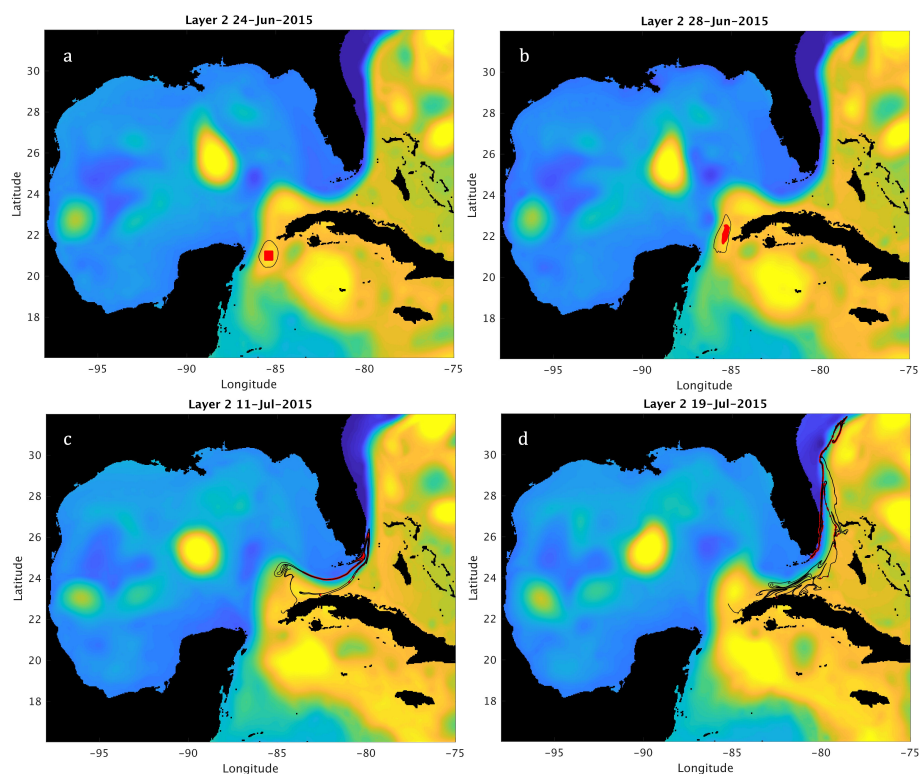 Layer 2 24-Jun-2015
a
Latitude
30
28
26
24
22
20
18
−95 −90 −85 −80 −75
Longitude
Layer 2 28-Jun-2015
b
Latitude
30
28
26
24
22
20
18
−95 −90 −85 −80 −75
Longitude
Layer 2 11-Jul-2015
c
Latitude
30
28
26
24
22
20
18
−95 −90 −85 −80 −75
Longitude
Layer 2 19-Jul-2015
d
Latitude
30
28
26
24
22
20
18
−95 −90 −85 −80 −75
Longitude